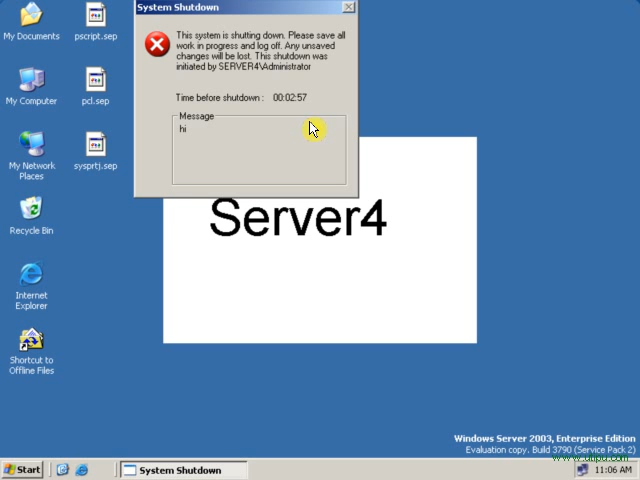 System Shutdown
This system is shutting down. Please save all
work in progress and log off. Any unsaved
changes will be lost. This shutdown was
initiated by SERVER4\Administrator
Time before shutdown : 00:02:57
Message
hi
My Documents
pscript.sep
My Computer
pcl.sep
My Network
Places
sysprtj.sep
Recycle Bin
Internet
Explorer
Shortcut to
Offline Files
Server4
Windows Server 2003, Enterprise Edition
Evaluation copy. Build 3790 (Service Pack 2)
Start
System Shutdown
11:06 AM